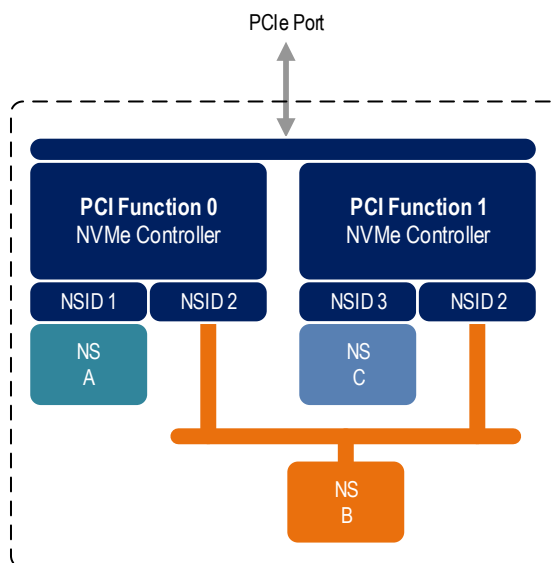 PCIe Port
PCI Function 0
NVMe Controller
PCI Function 1
NVMe Controller
NSID 1
NSID 2
NSID 3
NSID 2
NS
A
NS
C
NS
B